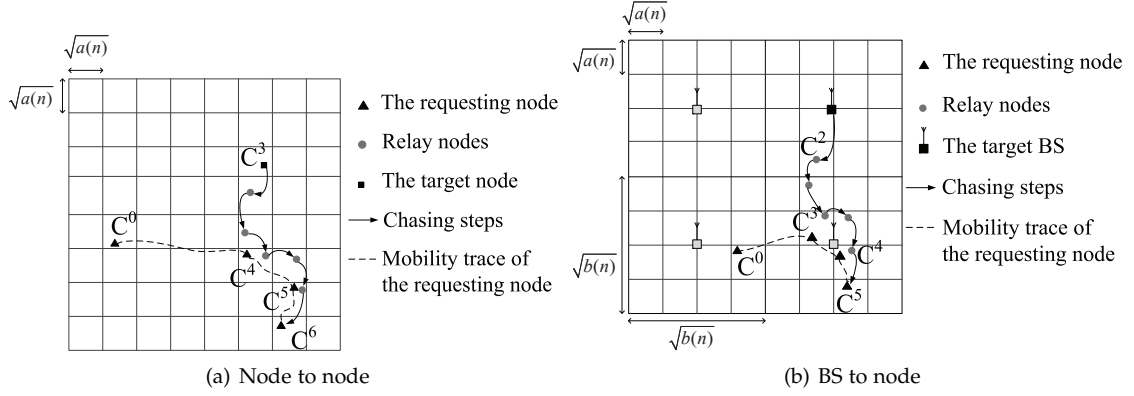 √a(n)
√a(n)
C³
C⁰
C⁴
C⁵
C⁶
The requesting node
Relay nodes
The target node
Chasing steps
Mobility trace of
the requesting node
(a) Node to node
√a(n)
√a(n)
C²
C³
C⁰
C⁴
C⁵
√b(n)
√b(n)
The requesting node
Relay nodes
The target BS
Chasing steps
Mobility trace of
the requesting node
(b) BS to node